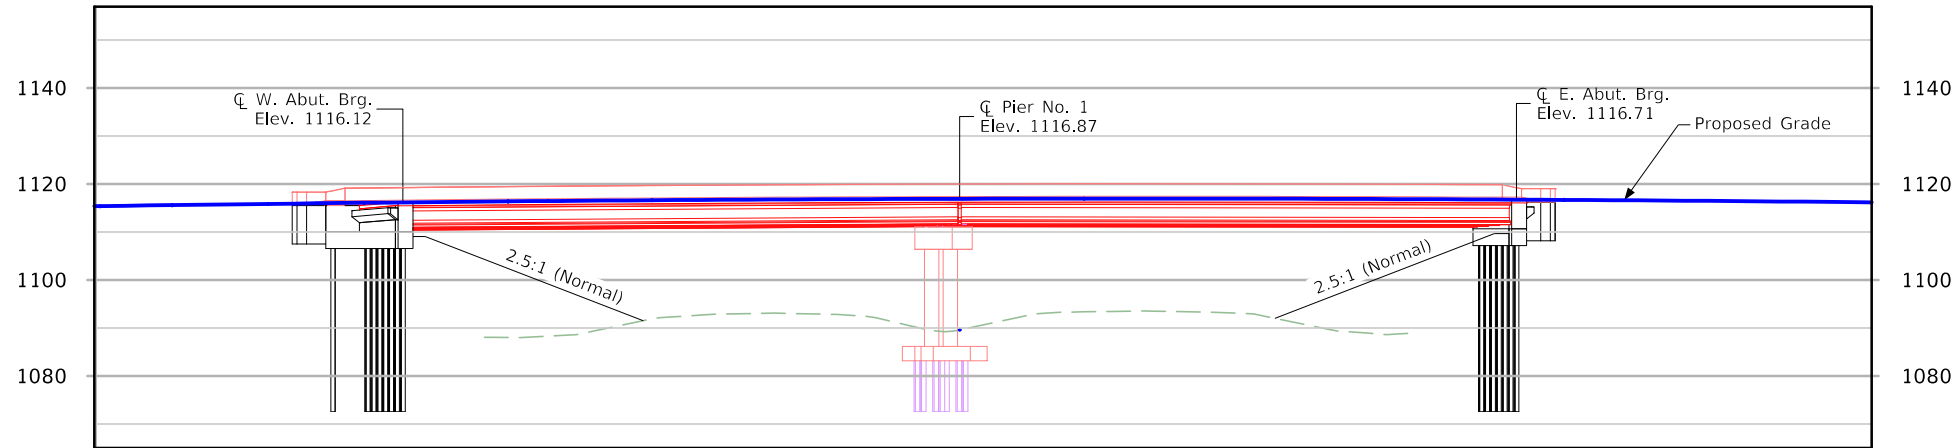 1140
1140
℄ W. Abut. Brg.
Elev. 1116.12
℄ Pier No. 1
Elev. 1116.87
℄ E. Abut. Brg.
Elev. 1116.71
Proposed Grade
1120
1120
2.5:1 (Normal)
2.5:1 (Normal)
1100
1100
1080
1080